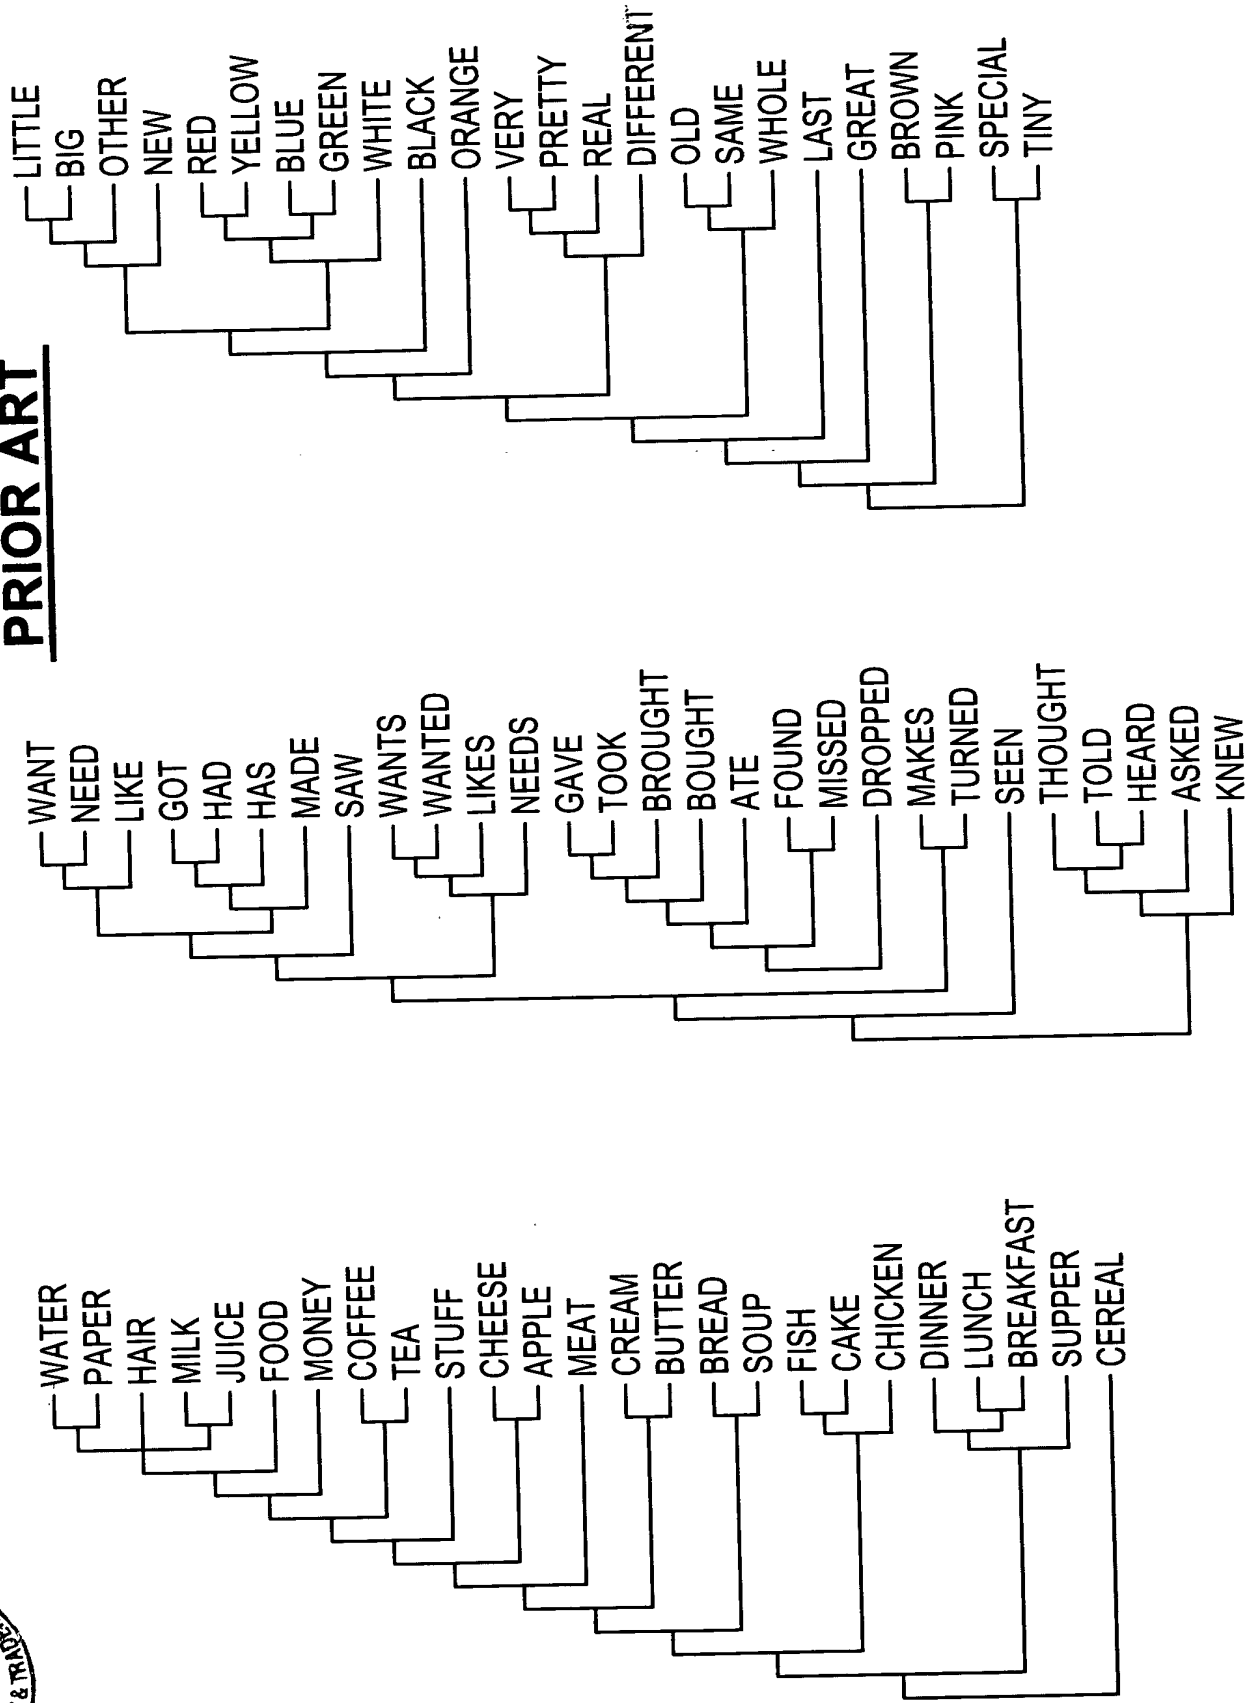 PRIOR ART
WATER
PAPER
HAIR
MILK
JUICE
FOOD
MONEY
COFFEE
TEA
STUFF
CHEESE
APPLE
MEAT
CREAM
BUTTER
BREAD
SOUP
FISH
CAKE
CHICKEN
DINNER
LUNCH
BREAKFAST
SUPPER
CEREAL
WANT
NEED
LIKE
GOT
HAD
HAS
MADE
SAW
WANTS
WANTED
LIKES
NEEDS
GAVE
TOOK
BROUGHT
BOUGHT
ATE
FOUND
MISSED
DROPPED
MAKES
TURNED
SEEN
THOUGHT
TOLD
HEARD
ASKED
KNEW
LITTLE
BIG
OTHER
NEW
RED
YELLOW
BLUE
GREEN
WHITE
BLACK
ORANGE
VERY
PRETTY
REAL
DIFFERENT
OLD
SAME
WHOLE
LAST
GREAT
BROWN
PINK
SPECIAL
TINY
& TRADE